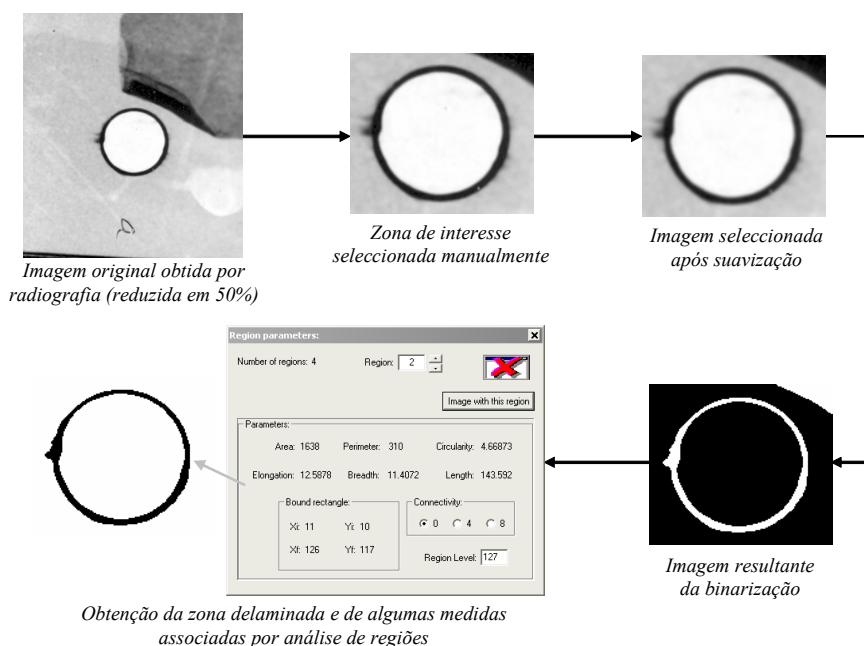 Imagem original obtida por
radiografia (reduzida em 50%)
Zona de interesse
seleccionada manualmente
Imagem seleccionada
após suavização
Region parameters:
Number of regions: 4
Region: 2
Image with this region
Parameters:
Area: 1638 Perimeter: 310 Circularity: 4.66873
Elongation: 12.5878 Breadth: 11.4072 Length: 143.592
Bound rectangle:
Xi: 11 Yi: 10
Xf: 126 Yf: 117
Connectivity:
0 4 8
Region Level: 127
Imagem resultante
da binarização
Obtenção da zona delaminada e de algumas medidas
associadas por análise de regiões